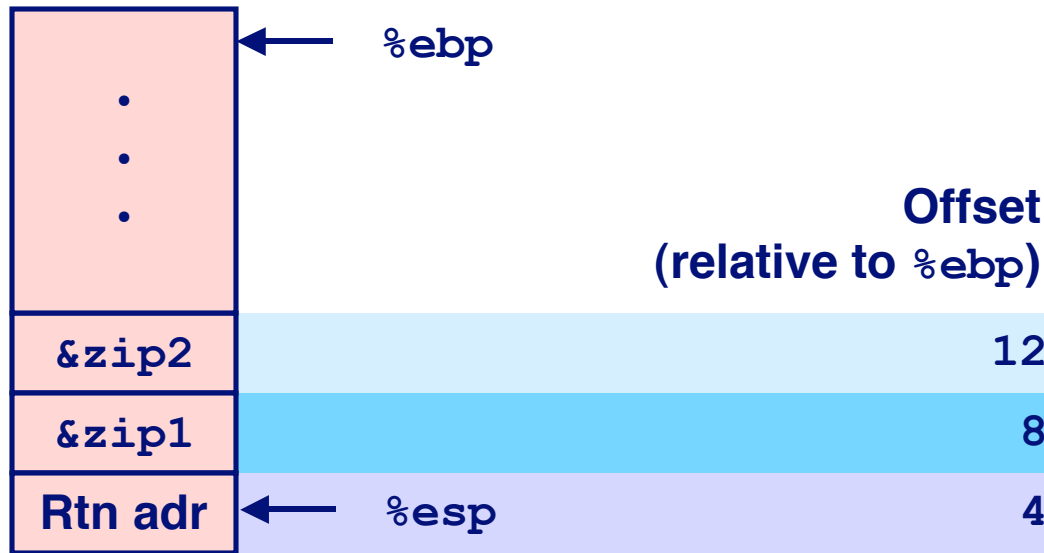 %ebp
•
•
•
Offset
(relative to %ebp)
&zip2 12
&zip1 8
Rtn adr %esp 4